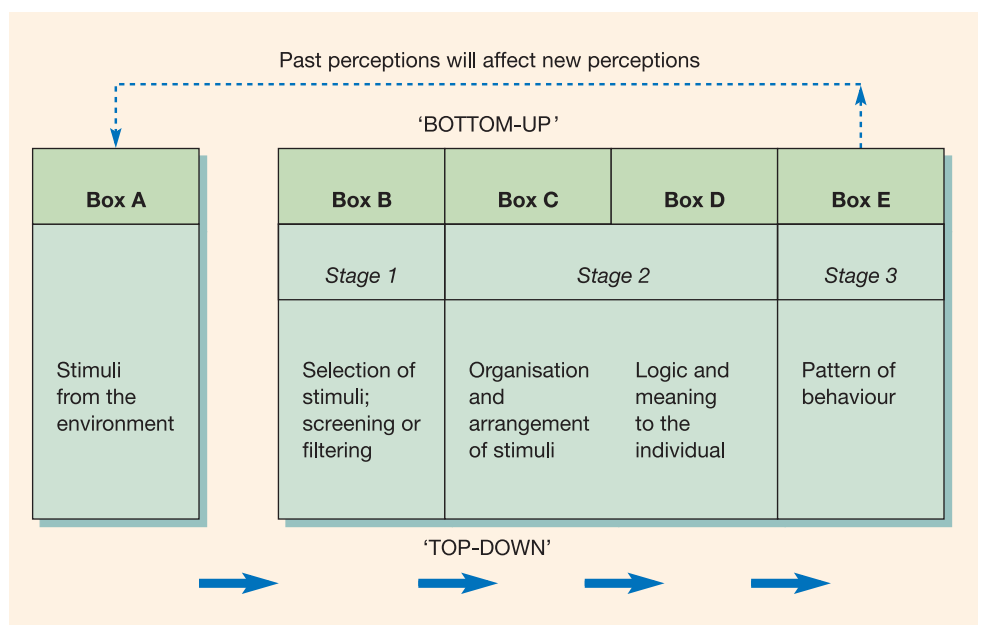 Past perceptions will affect new perceptions
‘BOTTOM-UP’
Box A
Box B
Box C
Box D
Box E
Stage 1
Stage 2
Stage 3
Stimuli
from the
environment
Selection of
stimuli;
screening or
filtering
Organisation
and
arrangement
of stimuli
Logic and
meaning
to the
individual
Pattern of
behaviour
‘TOP-DOWN’